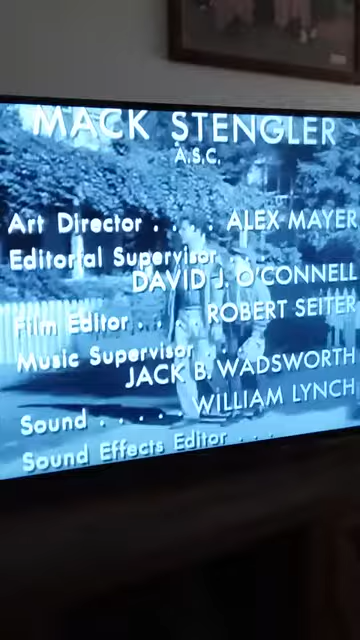 MACK STENGLER
A.S.C.
Art Director . . . . ALEX MAYER
Editorial Supervisor . .
DAVID J. O'CONNELL
Film Editor . . . ROBERT SEITER
Music Supervisor . .
JACK B. WADSWORTH
Sound . . . . . WILLIAM LYNCH
Sound Effects Editor . . .